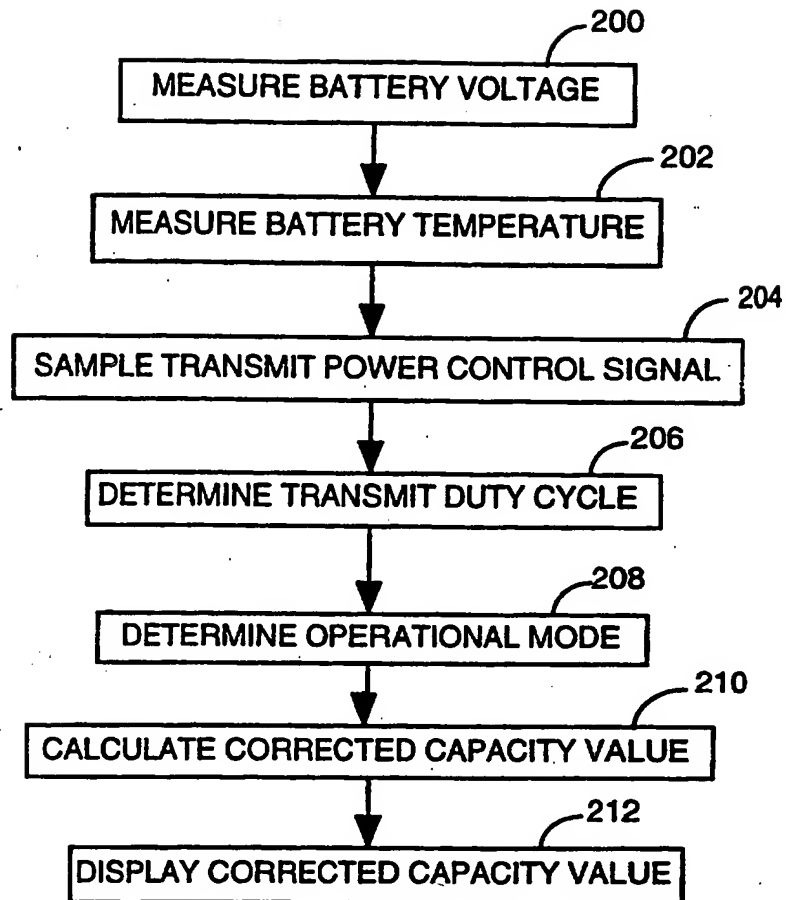 200
MEASURE BATTERY VOLTAGE
202
MEASURE BATTERY TEMPERATURE
204
SAMPLE TRANSMIT POWER CONTROL SIGNAL
206
DETERMINE TRANSMIT DUTY CYCLE
208
DETERMINE OPERATIONAL MODE
210
CALCULATE CORRECTED CAPACITY VALUE
212
DISPLAY CORRECTED CAPACITY VALUE